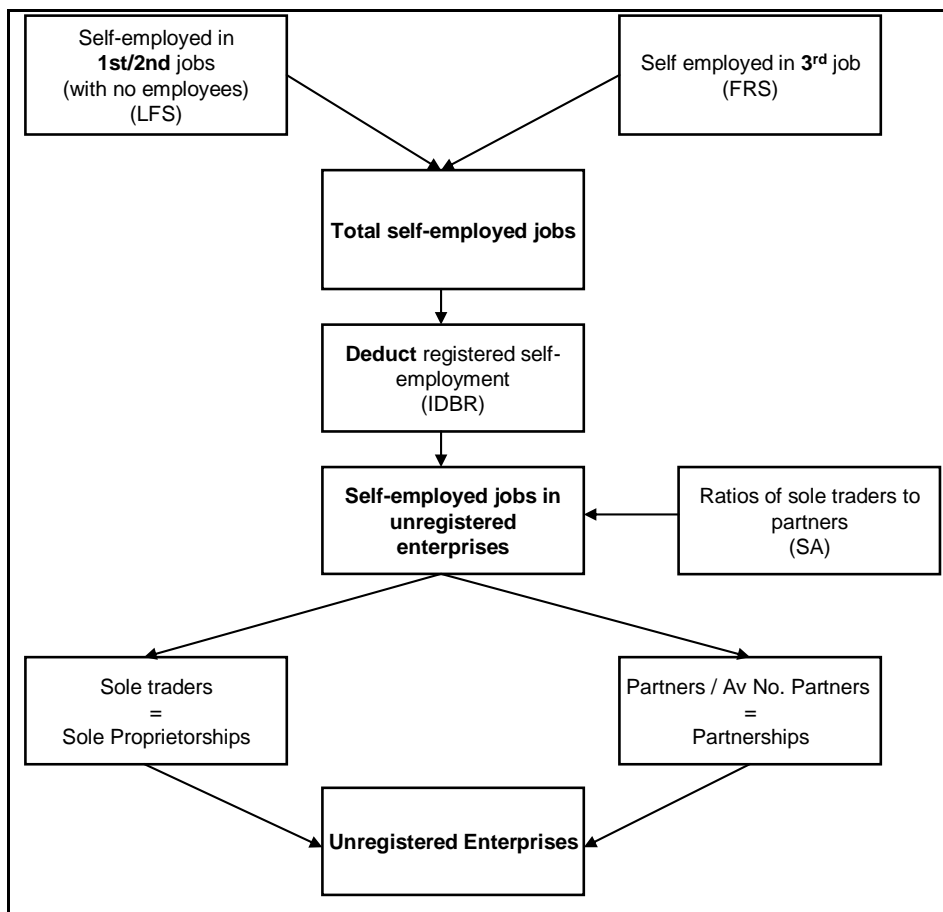 Self-employed in
1st/2nd jobs
(with no employees)
(LFS)
Self employed in 3rd job
(FRS)
Total self-employed jobs
Deduct registered self-
employment
(IDBR)
Self-employed jobs in
unregistered
enterprises
Ratios of sole traders to
partners
(SA)
Sole traders
=
Sole Proprietorships
Partners / Av No. Partners
=
Partnerships
Unregistered Enterprises